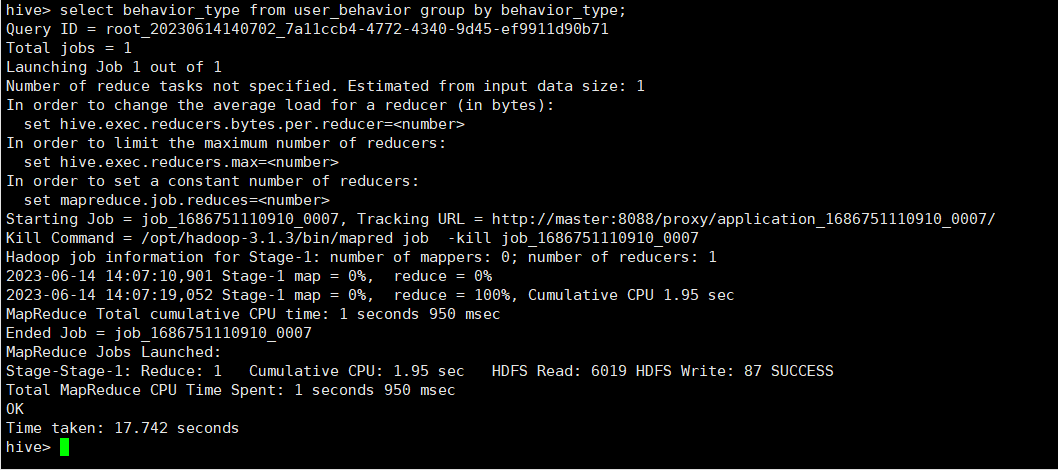 hive> select behavior_type from user_behavior group by behavior_type;
Query ID = root_20230614140702_7a11ccb4-4772-4340-9d45-ef9911d90b71
Total jobs = 1
Launching Job 1 out of 1
Number of reduce tasks not specified. Estimated from input data size: 1
In order to change the average load for a reducer (in bytes):
  set hive.exec.reducers.bytes.per.reducer=<number>
In order to limit the maximum number of reducers:
  set hive.exec.reducers.max=<number>
In order to set a constant number of reducers:
  set mapreduce.job.reduces=<number>
Starting Job = job_1686751110910_0007, Tracking URL = http://master:8088/proxy/application_1686751110910_0007/
Kill Command = /opt/hadoop-3.1.3/bin/mapred job  -kill job_1686751110910_0007
Hadoop job information for Stage-1: number of mappers: 0; number of reducers: 1
2023-06-14 14:07:10,901 Stage-1 map = 0%,  reduce = 0%
2023-06-14 14:07:19,052 Stage-1 map = 0%,  reduce = 100%, Cumulative CPU 1.95 sec
MapReduce Total cumulative CPU time: 1 seconds 950 msec
Ended Job = job_1686751110910_0007
MapReduce Jobs Launched:
Stage-Stage-1: Reduce: 1   Cumulative CPU: 1.95 sec   HDFS Read: 6019 HDFS Write: 87 SUCCESS
Total MapReduce CPU Time Spent: 1 seconds 950 msec
OK
Time taken: 17.742 seconds
hive>